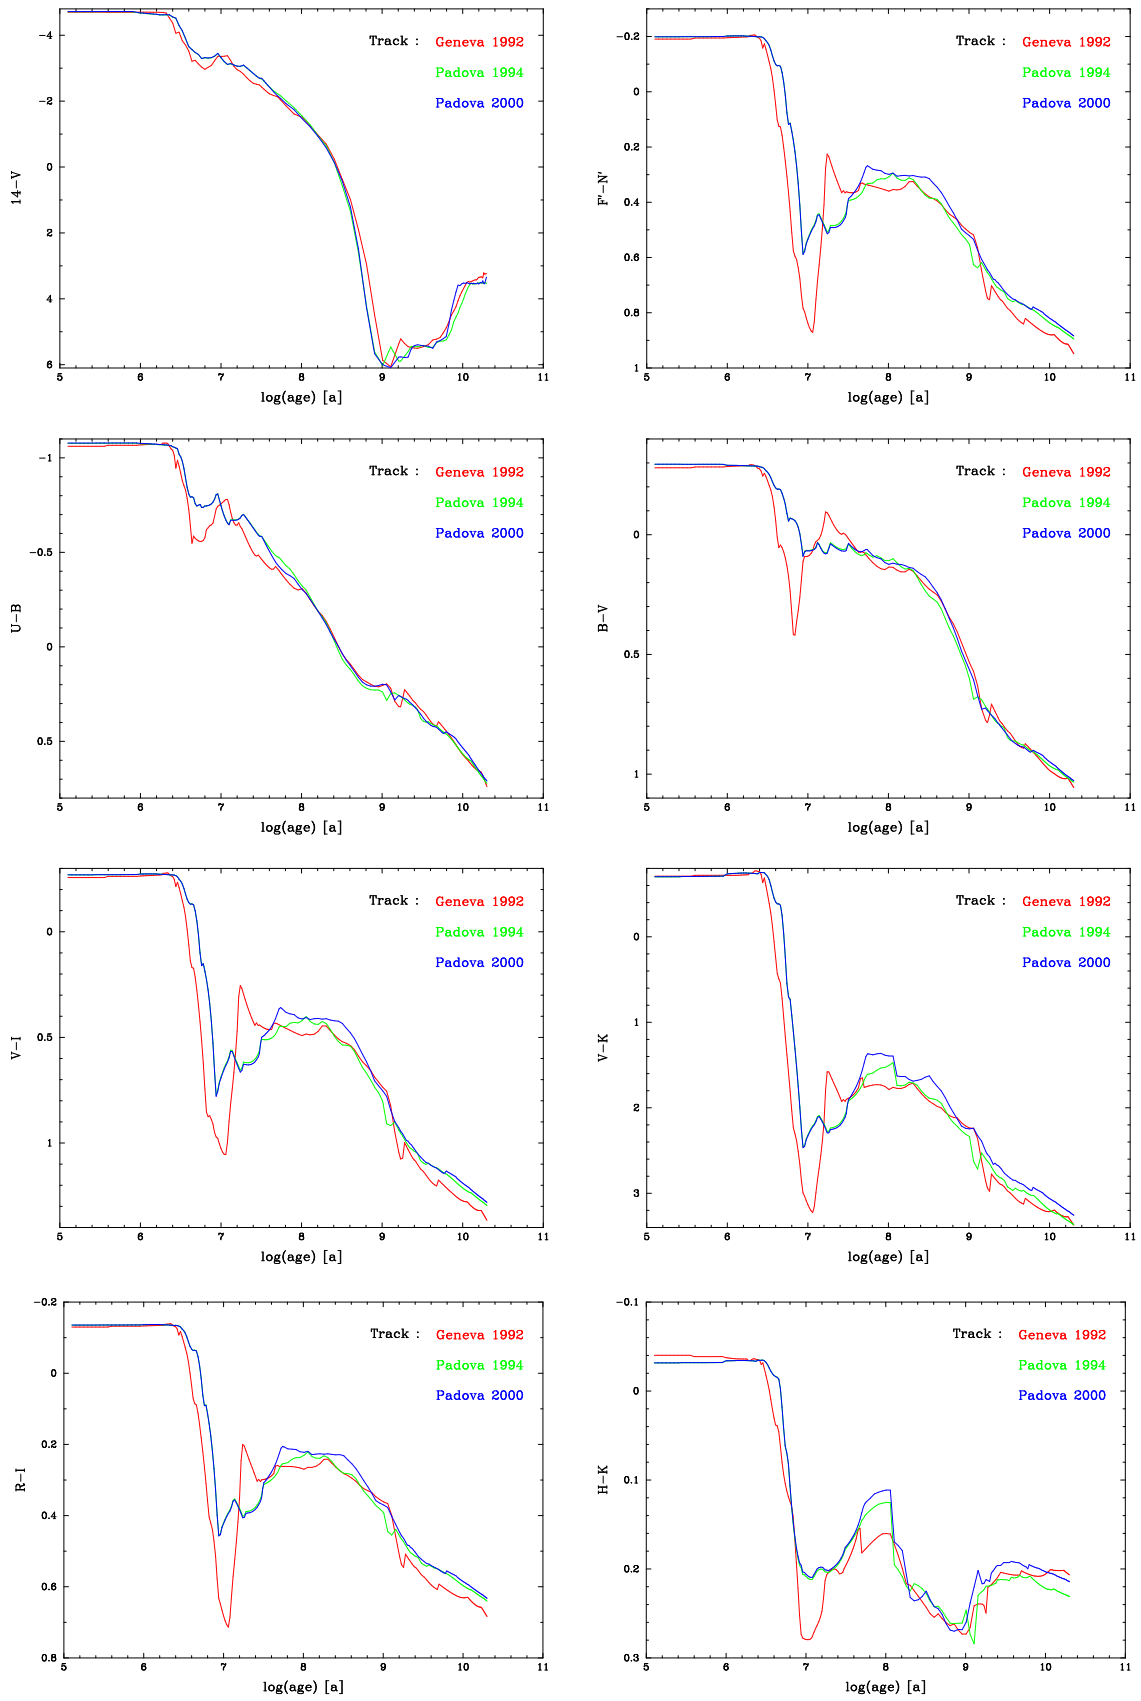 -4
-2
0
2
4
6
14-V
5 6 7 8 9 10 11
log(age) [a]
Track : Geneva 1992
Padova 1994
Padova 2000
-0.2
0
0.2
0.4
0.6
0.8
1
F'-N'
5 6 7 8 9 10 11
log(age) [a]
Track : Geneva 1992
Padova 1994
Padova 2000
-1
-0.5
0
0.5
U-B
5 6 7 8 9 10 11
log(age) [a]
Track : Geneva 1992
Padova 1994
Padova 2000
0
0.5
1
B-V
5 6 7 8 9 10 11
log(age) [a]
Track : Geneva 1992
Padova 1994
Padova 2000
0
0.5
1
V-I
5 6 7 8 9 10 11
log(age) [a]
Track : Geneva 1992
Padova 1994
Padova 2000
0
1
2
3
V-K
5 6 7 8 9 10 11
log(age) [a]
Track : Geneva 1992
Padova 1994
Padova 2000
-0.2
0
0.2
0.4
0.6
0.8
R-I
5 6 7 8 9 10 11
log(age) [a]
Track : Geneva 1992
Padova 1994
Padova 2000
-0.1
0
0.1
0.2
0.3
H-K
5 6 7 8 9 10 11
log(age) [a]
Track : Geneva 1992
Padova 1994
Padova 2000